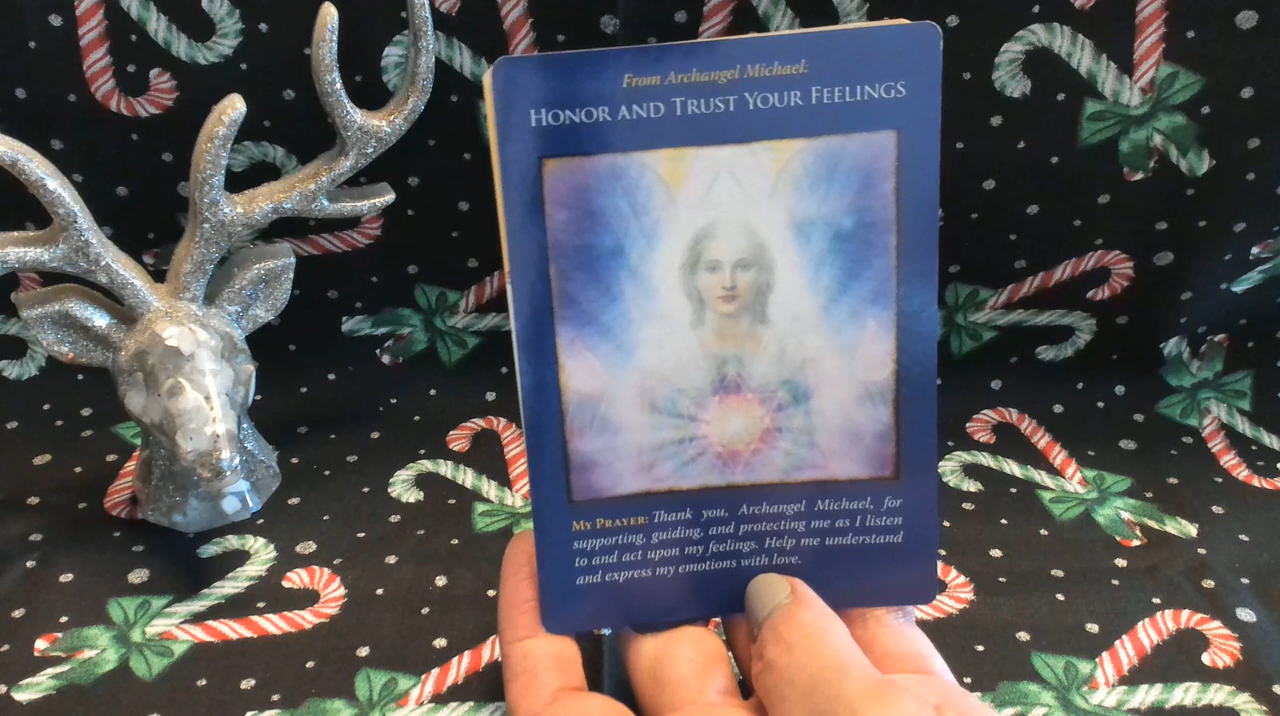 From Archangel Michael:
HONOR AND TRUST YOUR FEELINGS
MY PRAYER: Thank you, Archangel Michael, for
supporting, guiding, and protecting me as I listen
to and act upon my feelings. Help me understand
and express my emotions with love.